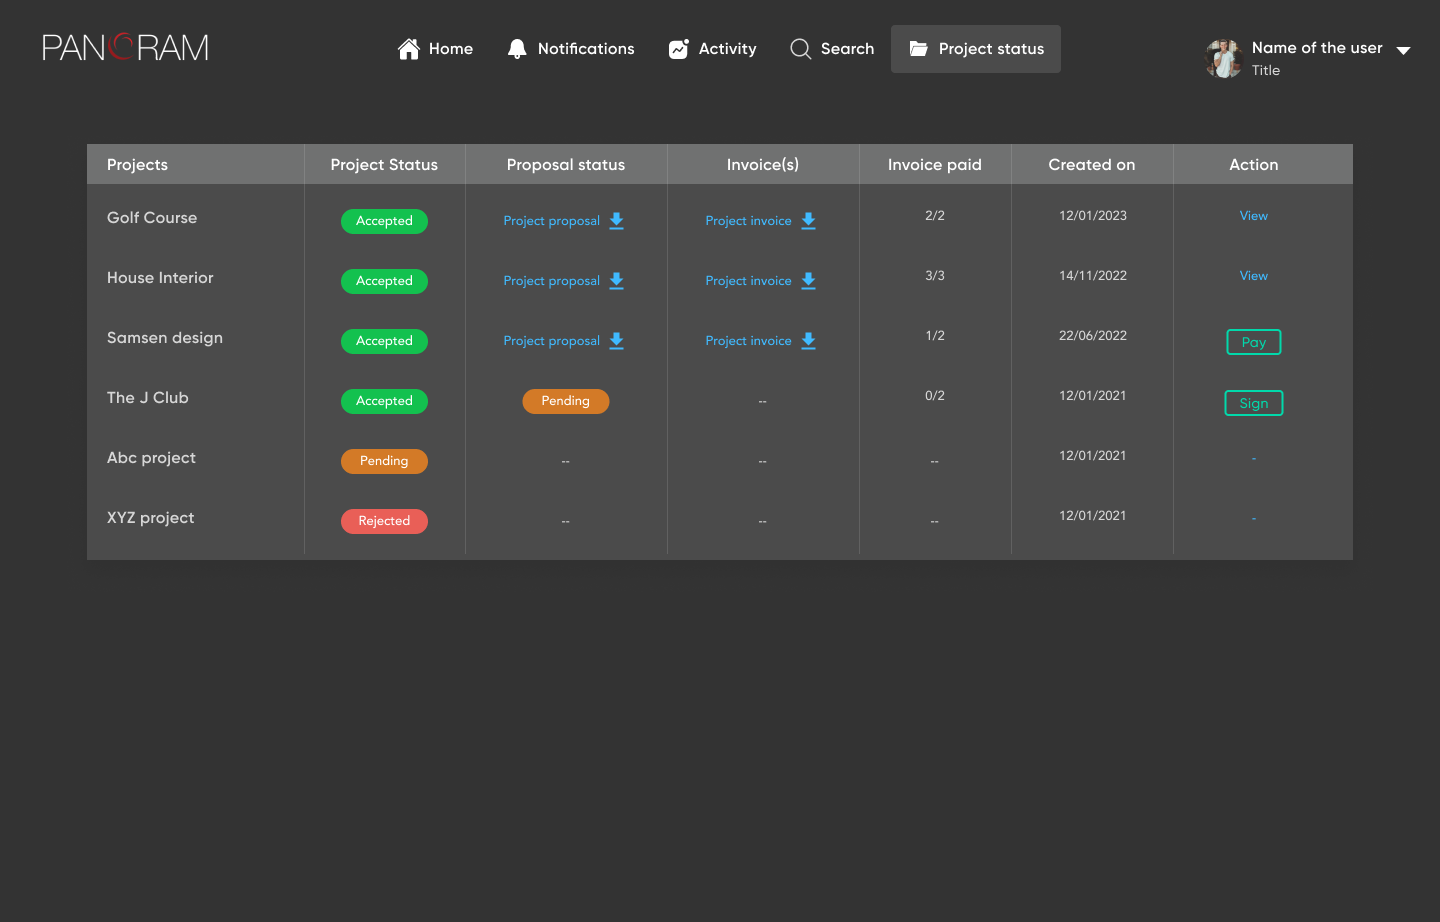 PANORAM
Home Notifications Activity Search Project status
Name of the user
Title
Projects Project Status Proposal status Invoice(s) Invoice paid Created on Action
Golf Course Accepted Project proposal Project invoice 2/2 12/01/2023 View
House Interior Accepted Project proposal Project invoice 3/3 14/11/2022 View
Samsen design Accepted Project proposal Project invoice 1/2 22/06/2022 Pay
The J Club Accepted Pending -- 0/2 12/01/2021 Sign
Abc project Pending -- -- -- 12/01/2021 -
XYZ project Rejected -- -- -- 12/01/2021 -